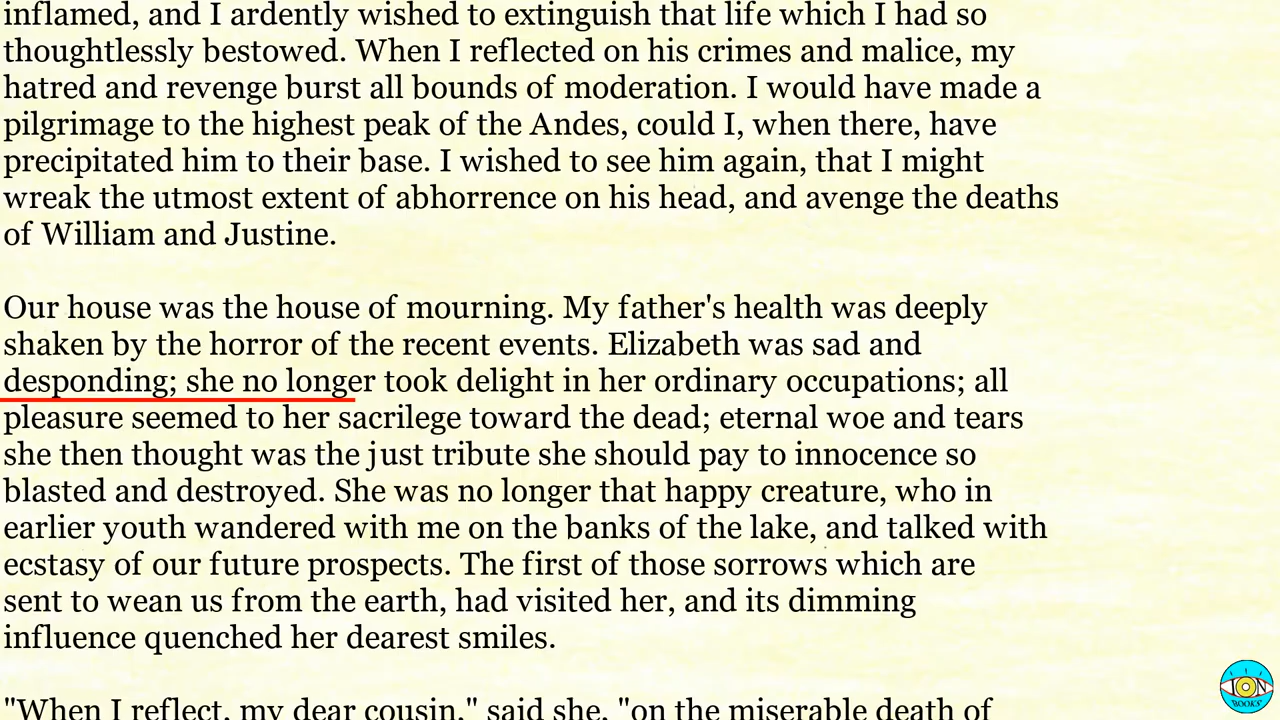 inflamed, and I ardently wished to extinguish that life which I had so
thoughtlessly bestowed. When I reflected on his crimes and malice, my
hatred and revenge burst all bounds of moderation. I would have made a
pilgrimage to the highest peak of the Andes, could I, when there, have
precipitated him to their base. I wished to see him again, that I might
wreak the utmost extent of abhorrence on his head, and avenge the deaths
of William and Justine.
Our house was the house of mourning. My father's health was deeply
shaken by the horror of the recent events. Elizabeth was sad and
desponding; she no longer took delight in her ordinary occupations; all
pleasure seemed to her sacrilege toward the dead; eternal woe and tears
she then thought was the just tribute she should pay to innocence so
blasted and destroyed. She was no longer that happy creature, who in
earlier youth wandered with me on the banks of the lake, and talked with
ecstasy of our future prospects. The first of those sorrows which are
sent to wean us from the earth, had visited her, and its dimming
influence quenched her dearest smiles.
"When I reflect, my dear cousin," said she, "on the miserable death of
ION
BOOKS